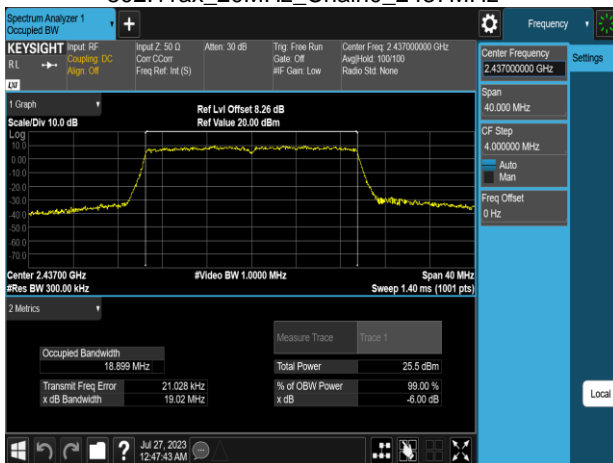 Spectrum Analyzer 1
Occupied BW
Frequency
KEYSIGHT
Input: RF
Coupling: DC
Align: Off
Input Z: 50 Ω
Corr CCorr
Freq Ref: Int (S)
Atten: 30 dB
Trig: Free Run
Gate: Off
#IF Gain: Low
Center Freq: 2.437000000 GHz
Avg|Hold: 100/100
Radio Std: None
RL
LXI
1 Graph
Scale/Div 10.0 dB
Ref Lvl Offset 8.26 dB
Ref Value 20.00 dBm
Log
10.0
0.00
-10.0
-20.0
-30.0
-40.0
-50.0
-60.0
-70.0
Center 2.43700 GHz
#Video BW 1.0000 MHz
Span 40 MHz
#Res BW 300.00 kHz
Sweep 1.40 ms (1001 pts)
2 Metrics
Measure Trace
Trace 1
Occupied Bandwidth
18.899 MHz
Total Power
25.5 dBm
Transmit Freq Error
21.028 kHz
% of OBW Power
99.00 %
x dB Bandwidth
19.02 MHz
x dB
-6.00 dB
Jul 27, 2023
12:47:43 AM
Center Frequency
2.437000000 GHz
Settings
Span
40.000 MHz
CF Step
4.000000 MHz
Auto
Man
Freq Offset
0 Hz
Local